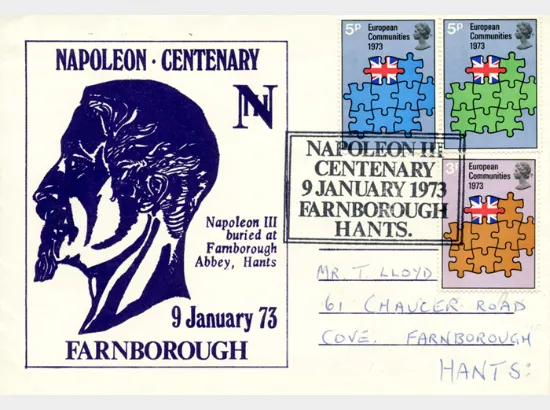 NAPOLEON · CENTENARY
N N
Napoleon III
buried at
Farnborough
Abbey, Hants
9 January 73
FARNBOROUGH
5P European
Communities
1973
5P European
Communities
1973
3P European
Communities
1973
NAPOLEON III
CENTENARY
9 JANUARY 1973
FARNBOROUGH
HANTS.
MR. T. LLOYD
61 CHAUCER ROAD
COVE. FARNBOROUGH
HANTS: